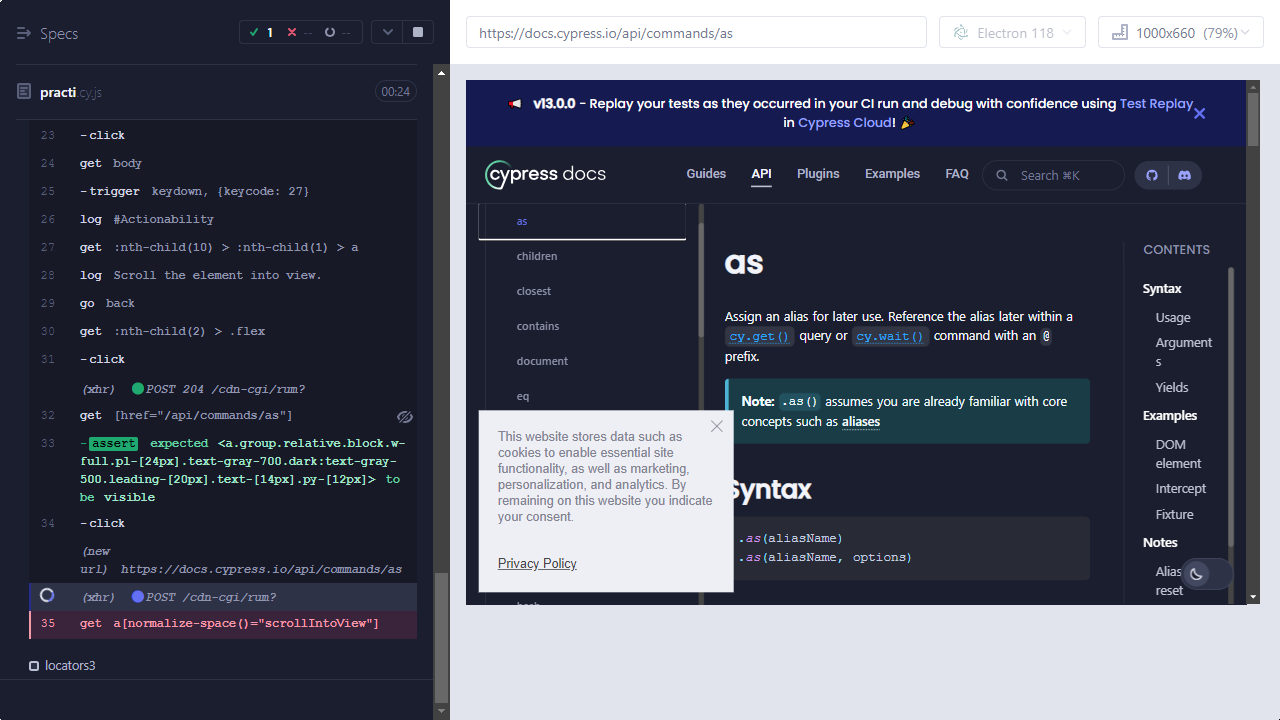 Specs
1
--
--
https://docs.cypress.io/api/commands/as
Electron 118
1000x660 (79%)
practi.cy.js
00:24
23 -click
24 get body
25 -trigger keydown, {keycode: 27}
26 log #Actionability
27 get :nth-child(10) > :nth-child(1) > a
28 log Scroll the element into view.
29 go back
30 get :nth-child(2) > .flex
31 -click
(xhr) POST 204 /cdn-cgi/rum?
32 get [href="/api/commands/as"]
33 -assert expected <a.group.relative.block.w-
full.pl-[24px].text-gray-700.dark:text-gray-
500.leading-[20px].text-[14px].py-[12px]> to
be visible
34 -click
(new
url) https://docs.cypress.io/api/commands/as
(xhr) POST /cdn-cgi/rum?
35 get a[normalize-space()="scrollIntoView"]
locators3
v13.0.0 - Replay your tests as they occurred in your CI run and debug with confidence using Test Replay
in Cypress Cloud!
cypress docs
Guides
API
Plugins
Examples
FAQ
Search ⌘K
as
children
closest
contains
document
eq
as
Assign an alias for later use. Reference the alias later within a
cy.get() query or cy.wait() command with an @
prefix.
Note: .as() assumes you are already familiar with core
concepts such as aliases
Syntax
.as(aliasName)
.as(aliasName, options)
CONTENTS
Syntax
Usage
Argument
s
Yields
Examples
DOM
element
Intercept
Fixture
Notes
Alias
reset
This website stores data such as
cookies to enable essential site
functionality, as well as marketing,
personalization, and analytics. By
remaining on this website you indicate
your consent.
Privacy Policy